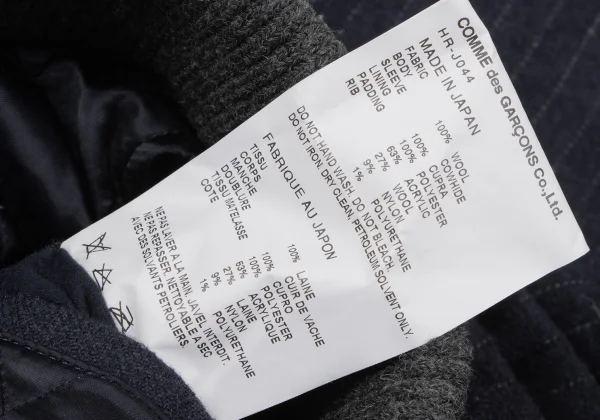 COMME des GARÇONS CO.,Ltd.
HR-J044
MADE IN JAPAN
FABRIC
BODY 100% WOOL
SLEEVE 100% COWHIDE
LINING 100% CUPRA
PADDING 100% POLYESTER
RIB 63% ACRYLIC
27% WOOL
9% NYLON
1% POLYURETHANE
DO NOT HAND WASH. DO NOT BLEACH.
DO NOT IRON. DRY CLEAN, PETROLEUM SOLVENT ONLY.
FABRIQUE AU JAPON
TISSU
CORPS 100% LAINE
MANCHE 100% CUIR DE VACHE
DOUBLURE 100% CUPRO
TISSU MATELASSE 100% POLYESTER
COTE 63% ACRYLIQUE
27% LAINE
9% NYLON
1% POLYURETHANE
NE PAS LAVER A LA MAIN. JAVEL INTERDIT.
NE PAS REPASSER. NETTOYABLE A SEC
AVEC DES SOLVANTS PETROLIERS.